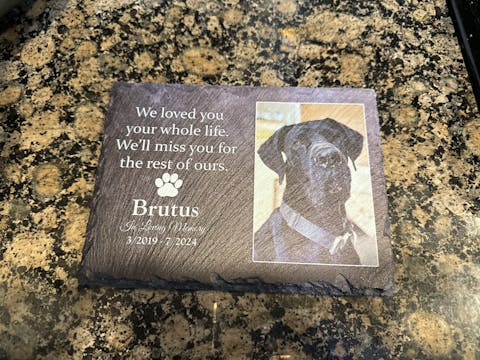 We loved you
your whole life.
We'll miss you for
the rest of ours.
Brutus
In Loving Memory
3/2019 - 7/2024